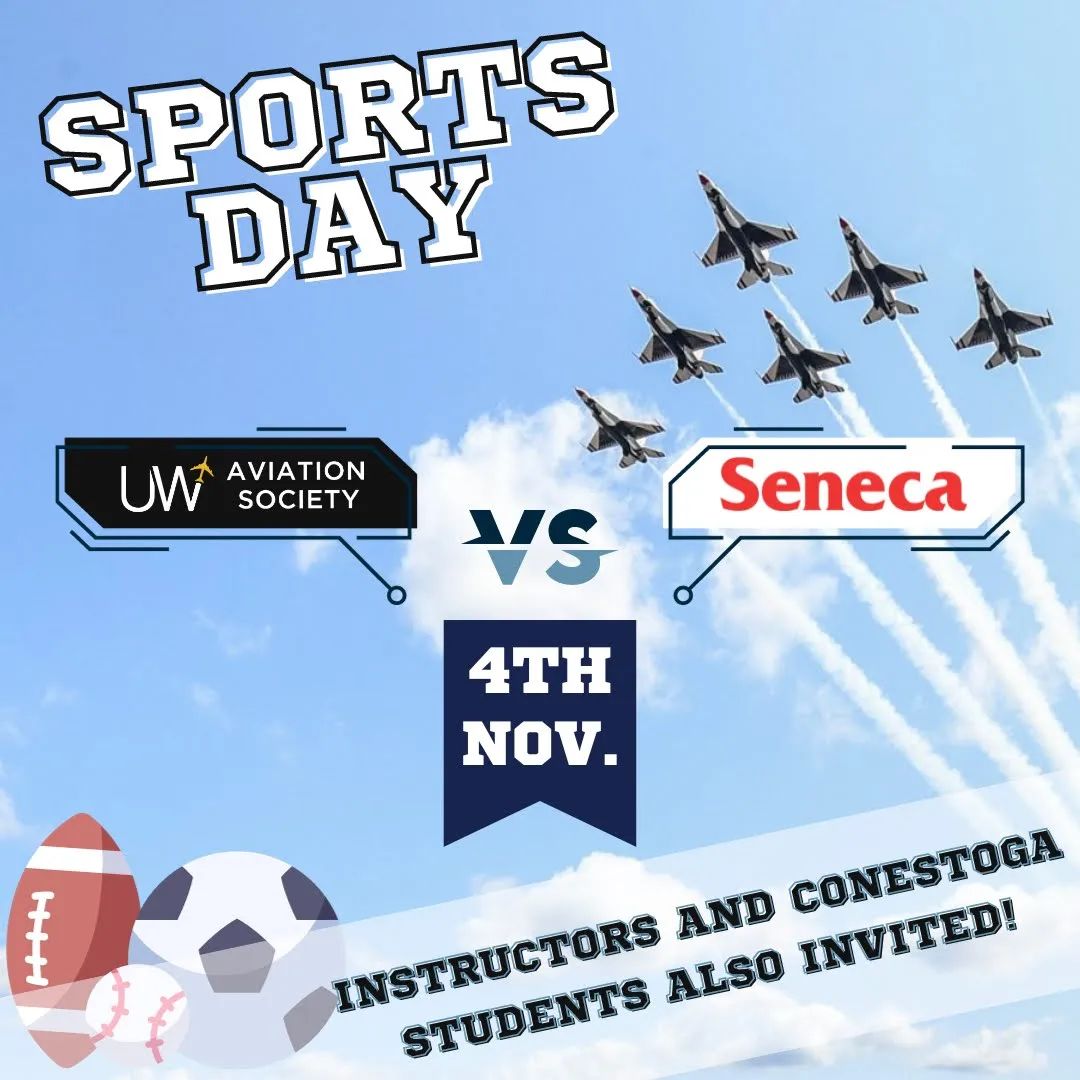 SPORTS
DAY
UW AVIATION
SOCIETY
VS
Seneca
4TH
NOV.
INSTRUCTORS AND CONESTOGA
STUDENTS ALSO INVITED!